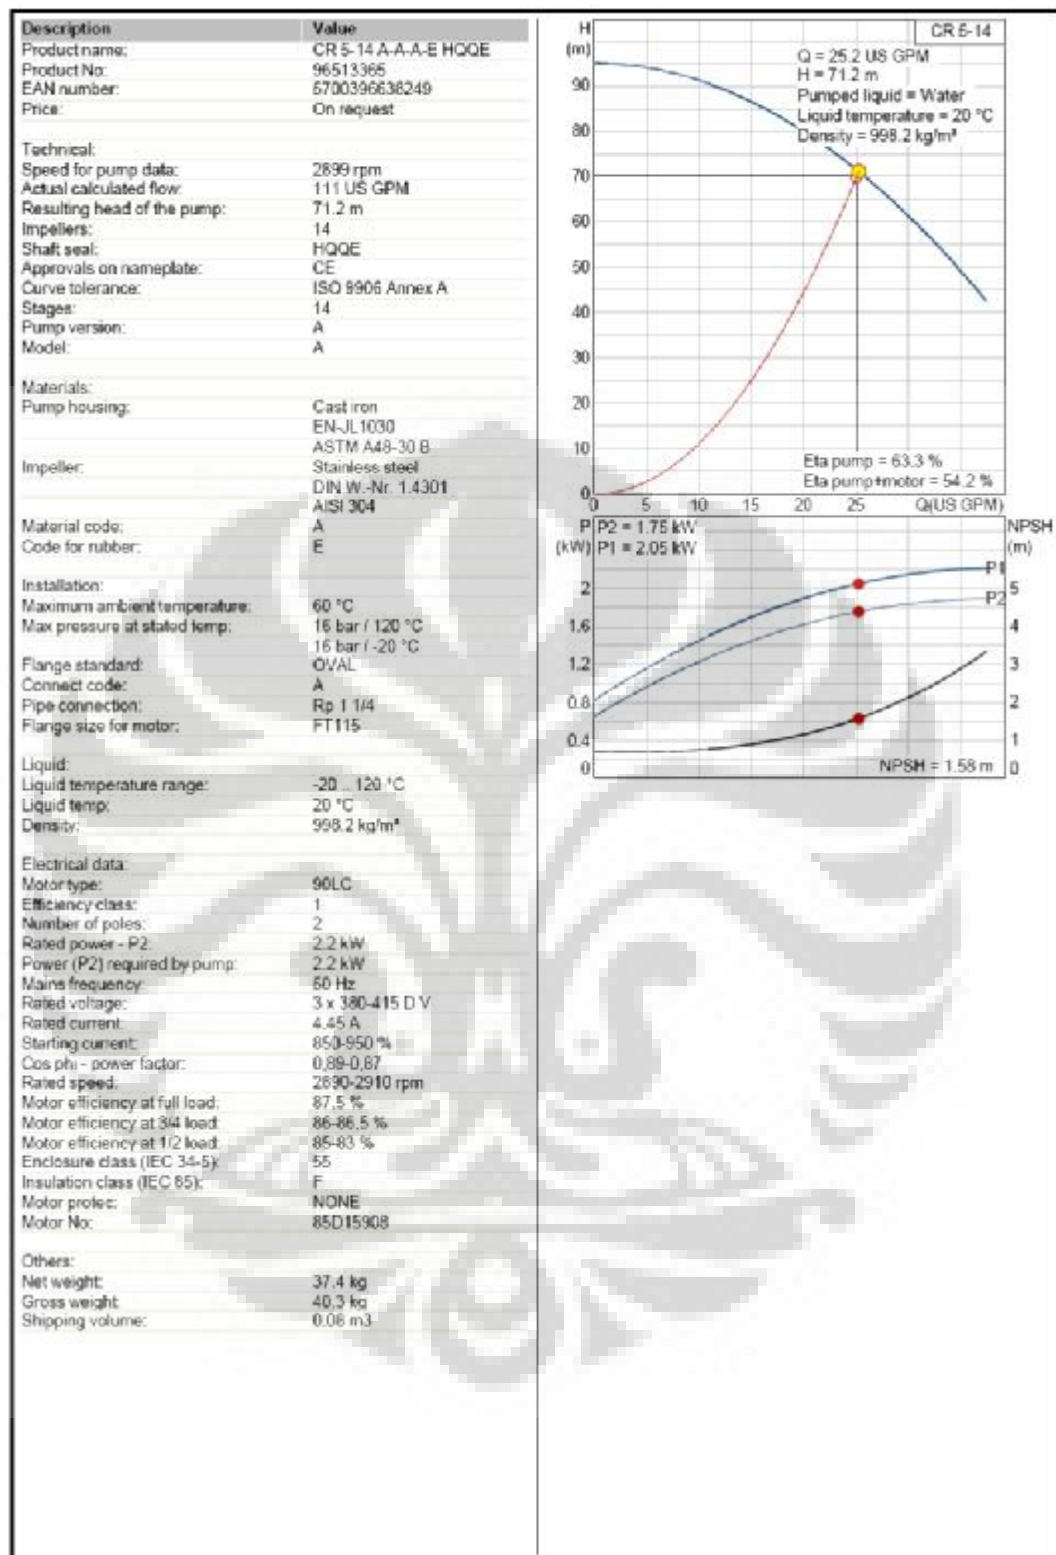 Description Value
Product name: CR 5-14 A-A-A-E HQQE
Product No: 96513365
EAN number: 5700396638249
Price: On request
Technical:
Speed for pump data: 2899 rpm
Actual calculated flow: 111 US GPM
Resulting head of the pump: 71.2 m
Impellers: 14
Shaft seal: HQQE
Approvals on nameplate: CE
Curve tolerance: ISO 9906 Annex A
Stages: 14
Pump version: A
Model: A
Materials:
Pump housing: Cast iron
EN-JL1030
ASTM A48-30 B
Impeller: Stainless steel
DIN W.-Nr. 1.4301
AISI 304
Material code: A
Code for rubber: E
Installation:
Maximum ambient temperature: 60 °C
Max pressure at stated temp: 16 bar / 120 °C
16 bar / -20 °C
Flange standard: OVAL
Connect code: A
Pipe connection: Rp 1 1/4
Flange size for motor: FT115
Liquid:
Liquid temperature range: -20 .. 120 °C
Liquid temp: 20 °C
Density: 998.2 kg/m³
Electrical data:
Motor type: 90LC
Efficiency class: 1
Number of poles: 2
Rated power - P2: 2.2 kW
Power (P2) required by pump: 2.2 kW
Mains frequency: 50 Hz
Rated voltage: 3 x 380-415 D V
Rated current: 4.45 A
Starting current: 850-950 %
Cos phi - power factor: 0,89-0,87
Rated speed: 2890-2910 rpm
Motor efficiency at full load: 87,5 %
Motor efficiency at 3/4 load: 86-86,5 %
Motor efficiency at 1/2 load: 85-83 %
Enclosure class (IEC 34-5): 55
Insulation class (IEC 85): F
Motor protec: NONE
Motor No: 85D15908
Others:
Net weight: 37.4 kg
Gross weight: 40.3 kg
Shipping volume: 0.08 m3
H
(m)
CR 5-14
Q = 25.2 US GPM
H = 71.2 m
Pumped liquid = Water
Liquid temperature = 20 °C
Density = 998.2 kg/m³
90
80
70
60
50
40
30
20
10
0
Eta pump = 63.3 %
Eta pump+motor = 54.2 %
0 5 10 15 20 25 Q(US GPM)
P
(kW)
P2 = 1.75 kW
P1 = 2.05 kW
NPSH
(m)
P1
P2
2 5
1.6 4
1.2 3
0.8 2
0.4 1
0 NPSH = 1.58 m 0